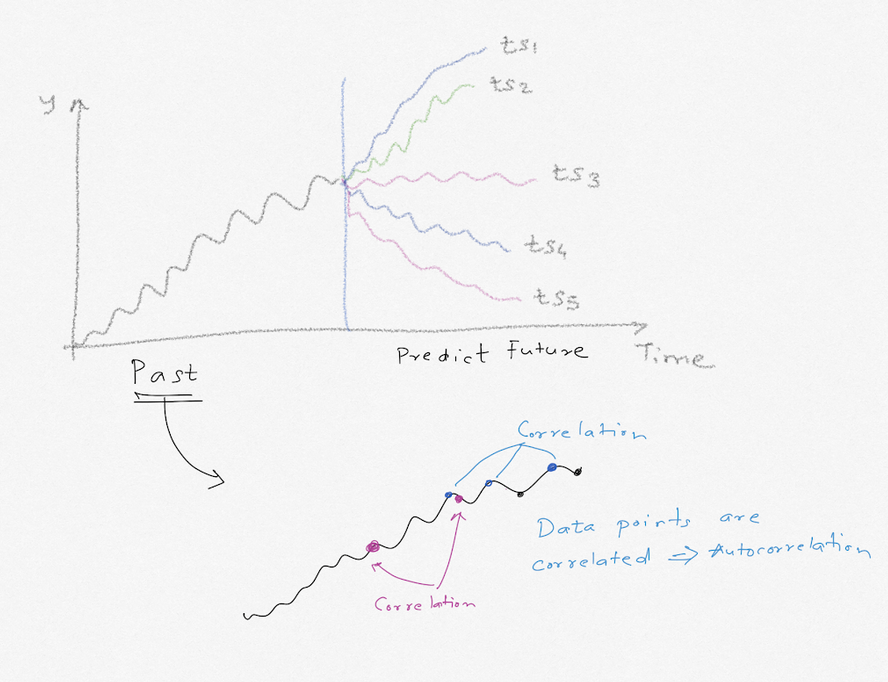 ts1
ts2
y
ts3
ts4
ts5
Predict Future
Time
Past
Correlation
Data points are
correlated ⇒ Autocorrelation
Correlation